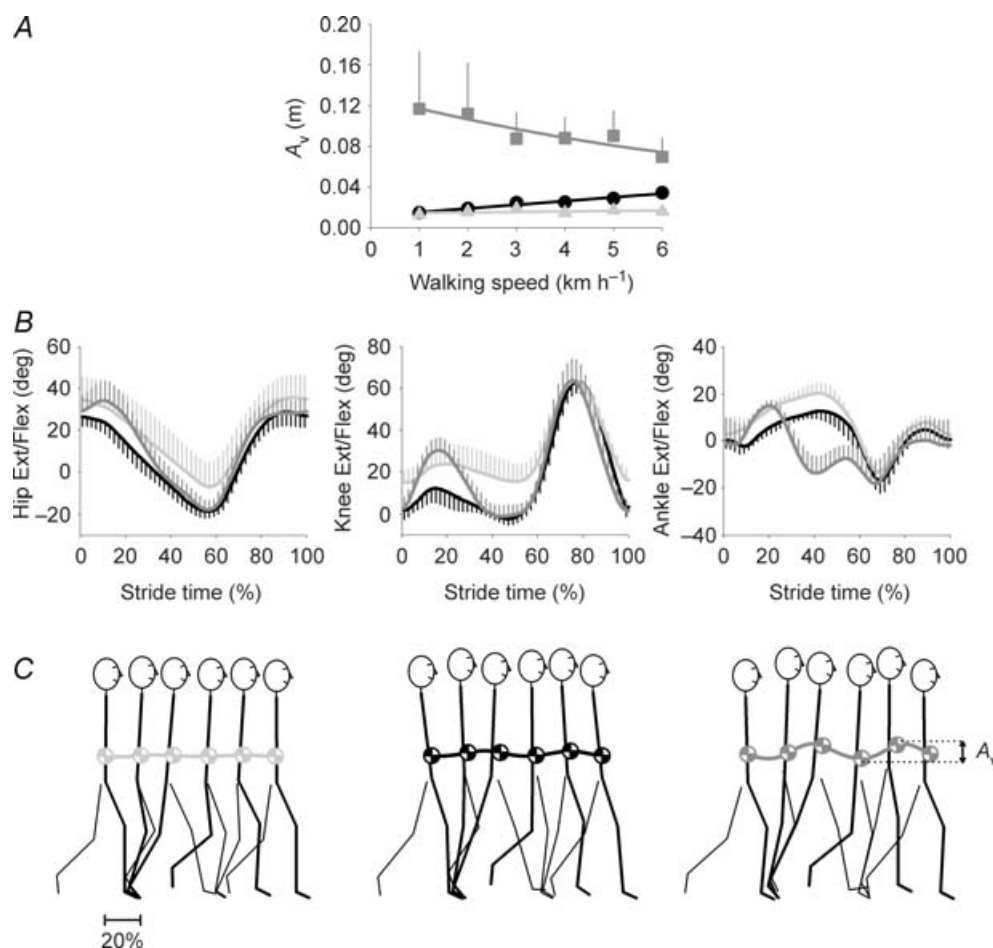 A
A_v (m)
0.20
0.16
0.12
0.08
0.04
0.00
0 1 2 3 4 5 6
Walking speed (km h⁻¹)
B
Hip Ext/Flex (deg)
60
40
20
0
–20
0 20 40 60 80 100
Stride time (%)
Knee Ext/Flex (deg)
80
60
40
20
0
0 20 40 60 80 100
Stride time (%)
Ankle Ext/Flex (deg)
40
20
0
–20
–40
0 20 40 60 80 100
Stride time (%)
C
A_v
20%